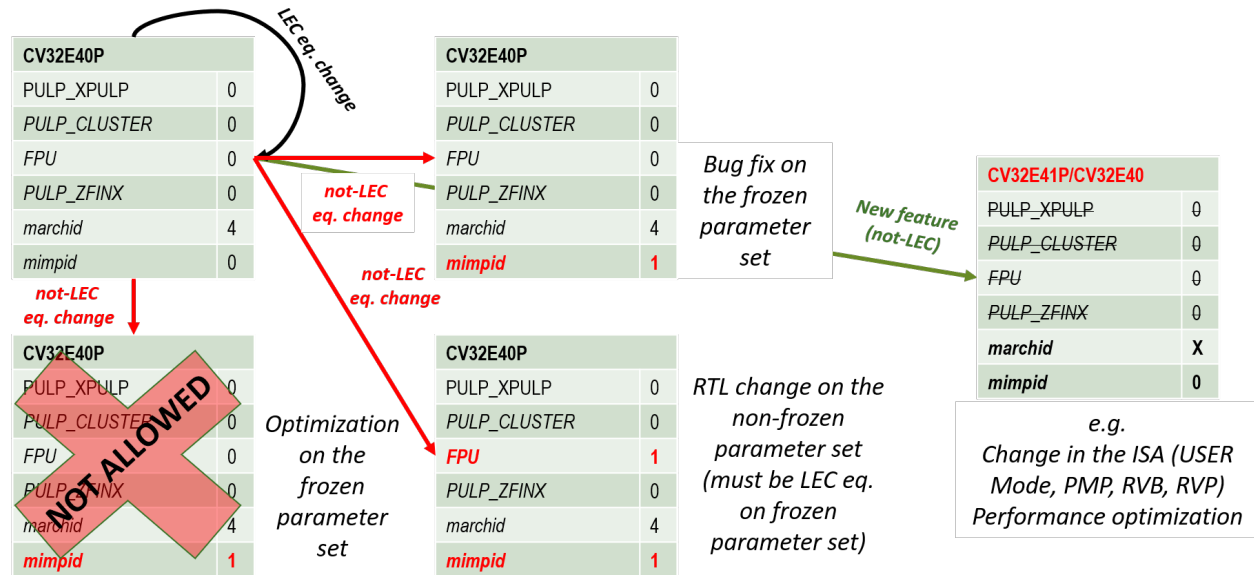 LEC eq. change
CV32E40P
PULP_XPULP 0
PULP_CLUSTER 0
FPU 0
PULP_ZFINX 0
marchid 4
mimpid 0
not-LEC
eq. change
CV32E40P
PULP_XPULP 0
PULP_CLUSTER 0
FPU 0
PULP_ZFINX 0
marchid 4
mimpid 1
Bug fix on
the frozen
parameter
set
New feature
(not-LEC)
CV32E41P/CV32E40
PULP_XPULP 0
PULP_CLUSTER 0
FPU 0
PULP_ZFINX 0
marchid X
mimpid 0
e.g.
Change in the ISA (USER
Mode, PMP, RVB, RVP)
Performance optimization
not-LEC
eq. change
not-LEC
eq. change
CV32E40P
PULP_XPULP 0
PULP_CLUSTER 0
FPU 0
PULP_ZFINX 0
marchid 4
mimpid 1
NOT ALLOWED
Optimization
on the
frozen
parameter
set
CV32E40P
PULP_XPULP 0
PULP_CLUSTER 0
FPU 1
PULP_ZFINX 0
marchid 4
mimpid 1
RTL change on the
non-frozen
parameter set
(must be LEC eq.
on frozen
parameter set)